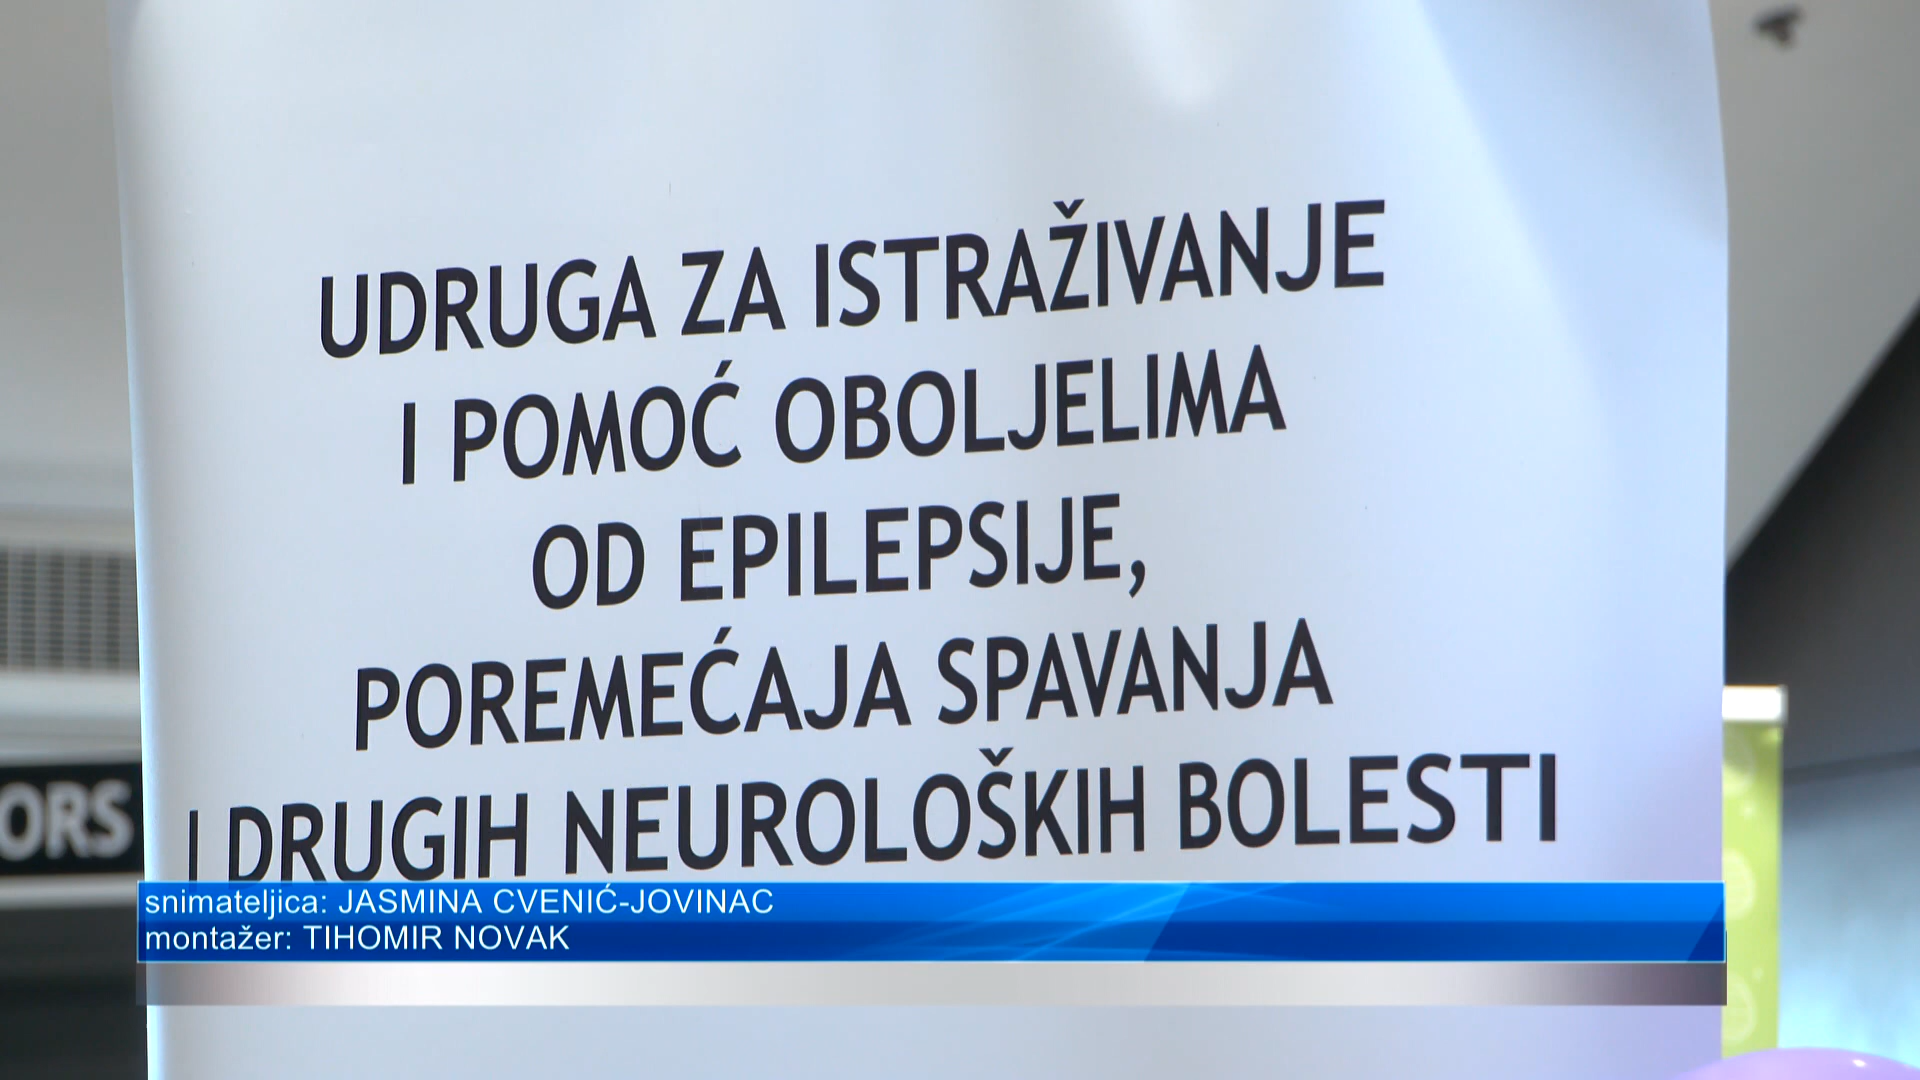 UDRUGA ZA ISTRAŽIVANJE
I POMOĆ OBOLJELIMA
OD EPILEPSIJE,
POREMEĆAJA SPAVANJA
I DRUGIH NEUROLOŠKIH BOLESTI
ORS
snimateljica: JASMINA CVENIĆ-JOVINAC
montažer: TIHOMIR NOVAK